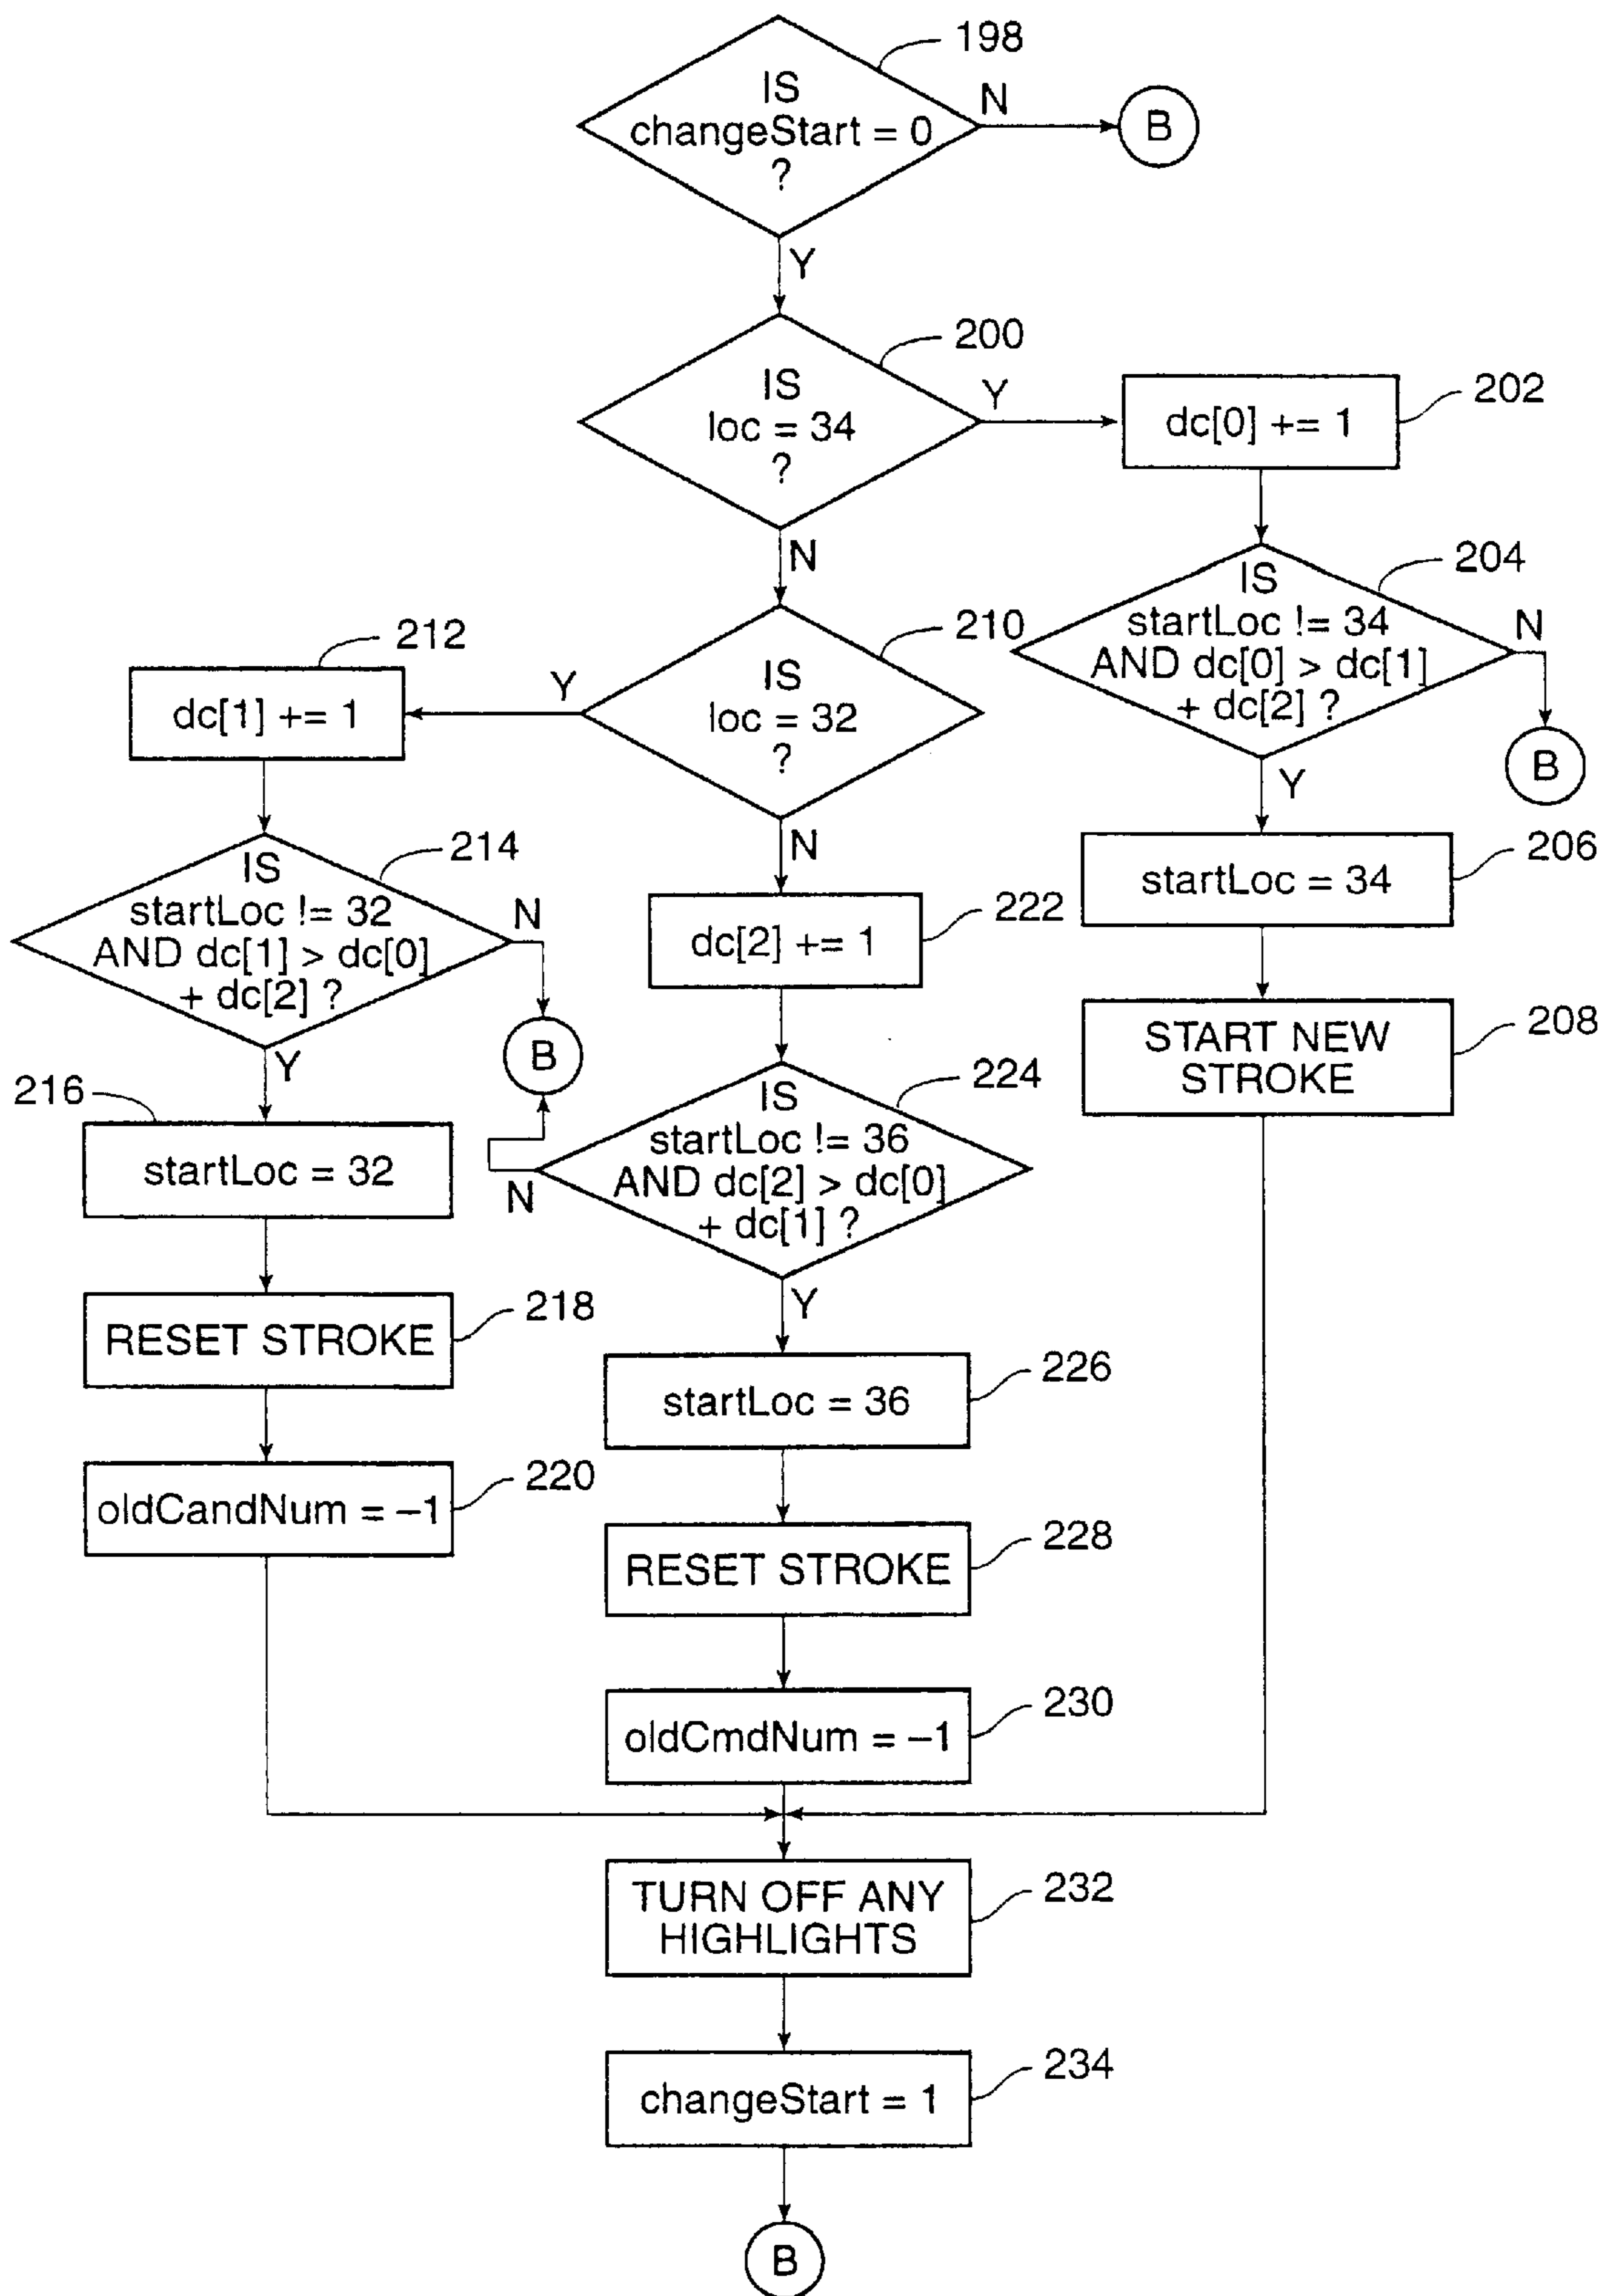 198
IS
changeStart = 0
?
N
B
Y
200
IS
loc = 34
?
Y
202
dc[0] += 1
N
204
IS
startLoc != 34
AND dc[0] > dc[1]
+ dc[2] ?
N
B
Y
210
IS
loc = 32
?
Y
212
dc[1] += 1
N
206
startLoc = 34
214
IS
startLoc != 32
AND dc[1] > dc[0]
+ dc[2] ?
N
B
Y
222
dc[2] += 1
208
START NEW
STROKE
216
startLoc = 32
224
IS
startLoc != 36
AND dc[2] > dc[0]
+ dc[1] ?
N
Y
218
RESET STROKE
226
startLoc = 36
220
oldCandNum = –1
228
RESET STROKE
230
oldCmdNum = –1
232
TURN OFF ANY
HIGHLIGHTS
234
changeStart = 1
B